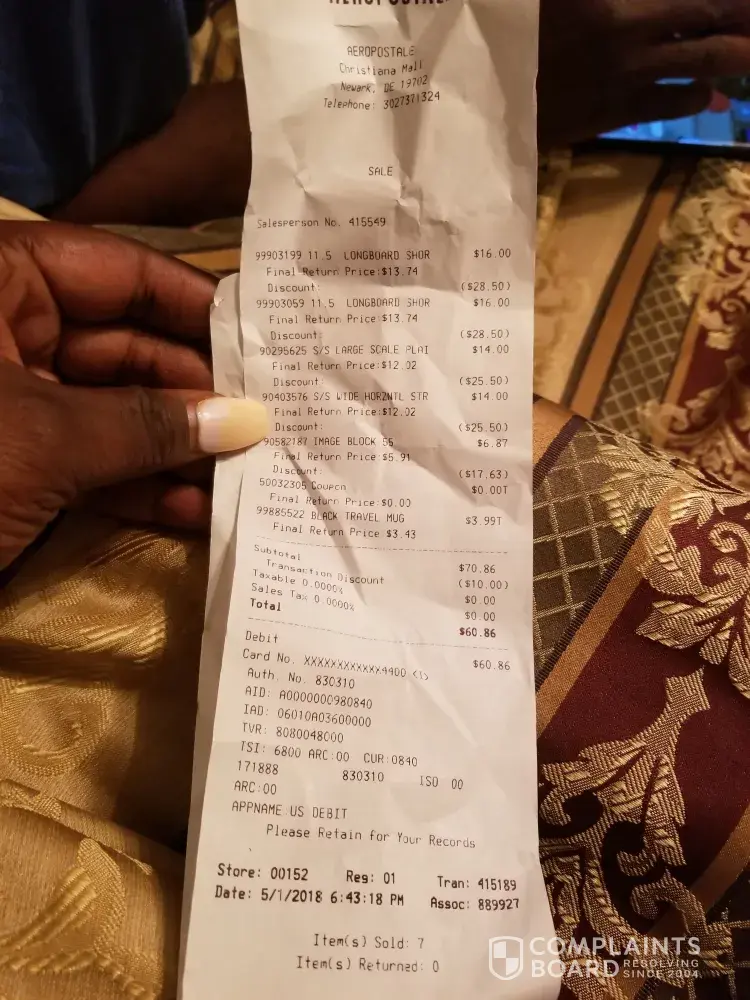 AEROPOSTALE
AEROPOSTALE
Christiana Mall
Newark, DE 19702
Telephone: 3027371324
SALE
Salesperson No. 415549
99903199 11.5 LONGBOARD SHOR $16.00
Final Return Price:$13.74
Discount: ($28.50)
99903059 11.5 LONGBOARD SHOR $16.00
Final Return Price:$13.74
Discount: ($28.50)
90295625 S/S LARGE SCALE PLAI $14.00
Final Return Price:$12.02
Discount: ($25.50)
90403576 S/S WIDE HORZNTL STR $14.00
Final Return Price:$12.02
Discount: ($25.50)
90582187 IMAGE BLOCK SS $6.87
Final Return Price:$5.91
Discount: ($17.63)
50032305 Coupon $0.00T
Final Return Price:$0.00
99885522 BLACK TRAVEL MUG $3.99T
Final Return Price $3.43
Subtotal $70.86
Transaction Discount ($10.00)
Taxable 0.0000% $0.00
Sales Tax 0.0000% $0.00
Total $60.86
Debit $60.86
Card No. XXXXXXXXXXXX4400 <1>
Auth. No. 830310
AID: A0000000980840
IAD: 06010A03600000
TVR: 8080048000
TSI: 6800 ARC:00 CUR:0840
171888 830310 ISO 00
ARC:00
APPNAME:US DEBIT
Please Retain for Your Records
Store: 00152 Reg: 01 Tran: 415189
Date: 5/1/2018 6:43:18 PM Assoc: 889927
Item(s) Sold: 7
Item(s) Returned: 0
COMPLAINTS
BOARD RESOLVING SINCE 2004